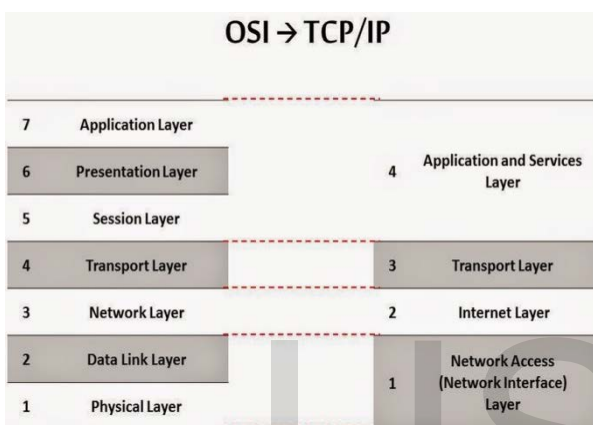 OSI → TCP/IP
7 Application Layer
6 Presentation Layer
5 Session Layer
4 Transport Layer
3 Network Layer
2 Data Link Layer
1 Physical Layer
4 Application and Services
Layer
3 Transport Layer
2 Internet Layer
1 Network Access
(Network Interface)
Layer
US